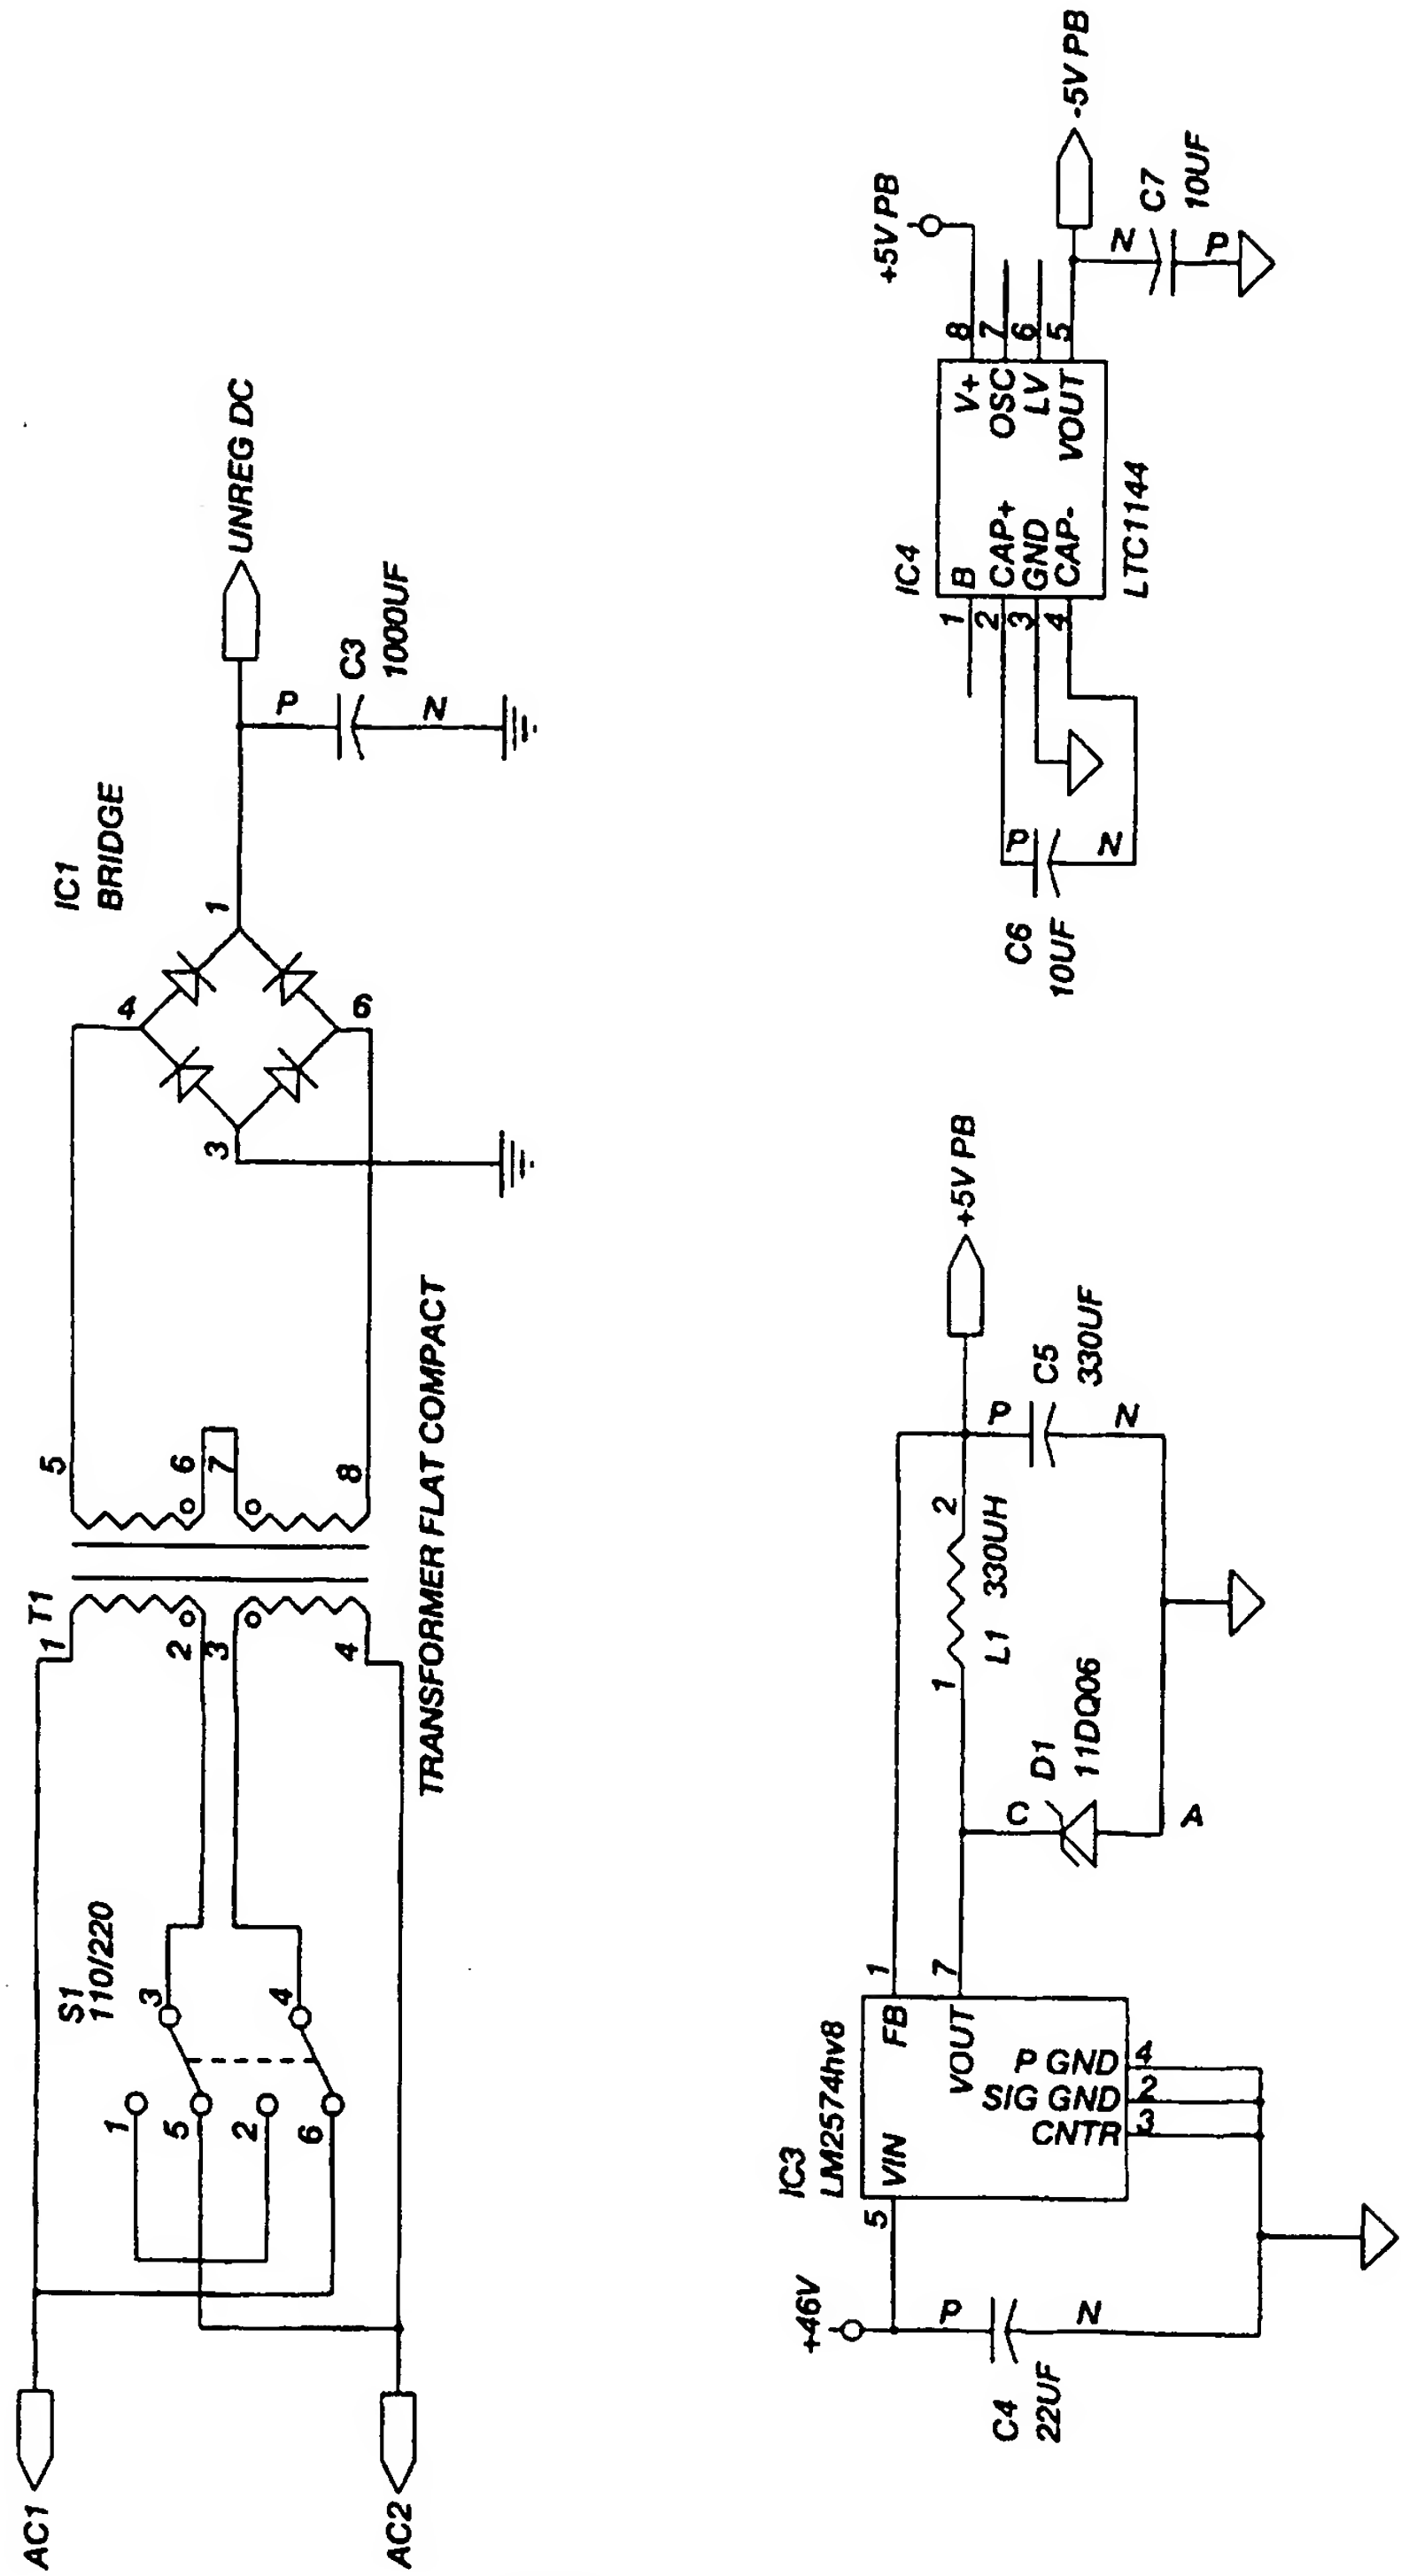 AC1
AC2
S1
110/220
1
5
2
6
3
4
T1
1
2
3
4
5
6
7
8
TRANSFORMER FLAT COMPACT
IC1
BRIDGE
4
3
1
6
P
N
C3
1000UF
UNREG DC
+46V
P
N
C4
22UF
IC3
LM2574hv8
5
VIN
FB
VOUT
P GND
SIG GND
CNTR
1
7
4
2
3
C
D1
11DQ06
A
1
2
L1 330UH
P
N
C5
330UF
+5V PB
C6
10UF
P
N
IC4
1
2
3
4
B
CAP+
GND
CAP-
V+
OSC
LV
VOUT
8
7
6
5
LTC1144
+5V PB
N
P
C7
10UF
-5V PB